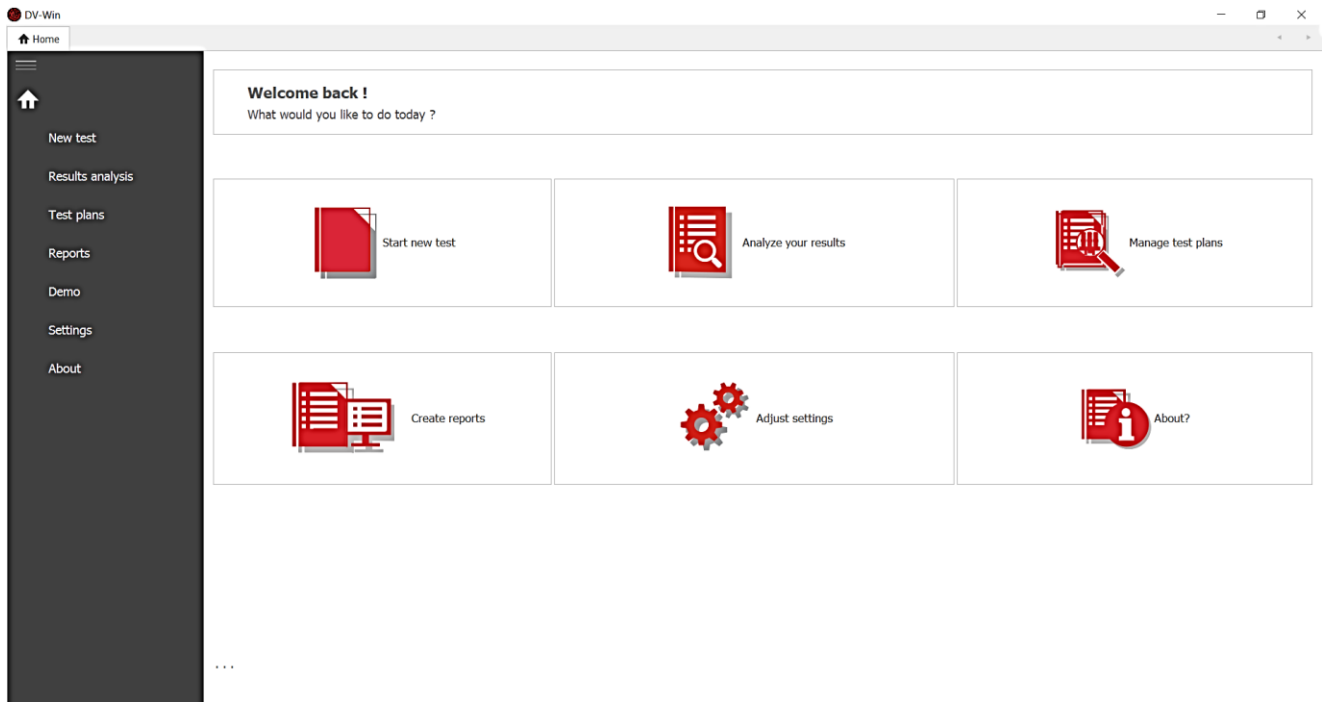 DV-Win
Home
New test
Results analysis
Test plans
Reports
Demo
Settings
About
Welcome back !
What would you like to do today ?
Start new test
Analyze your results
Manage test plans
Create reports
Adjust settings
About?
...